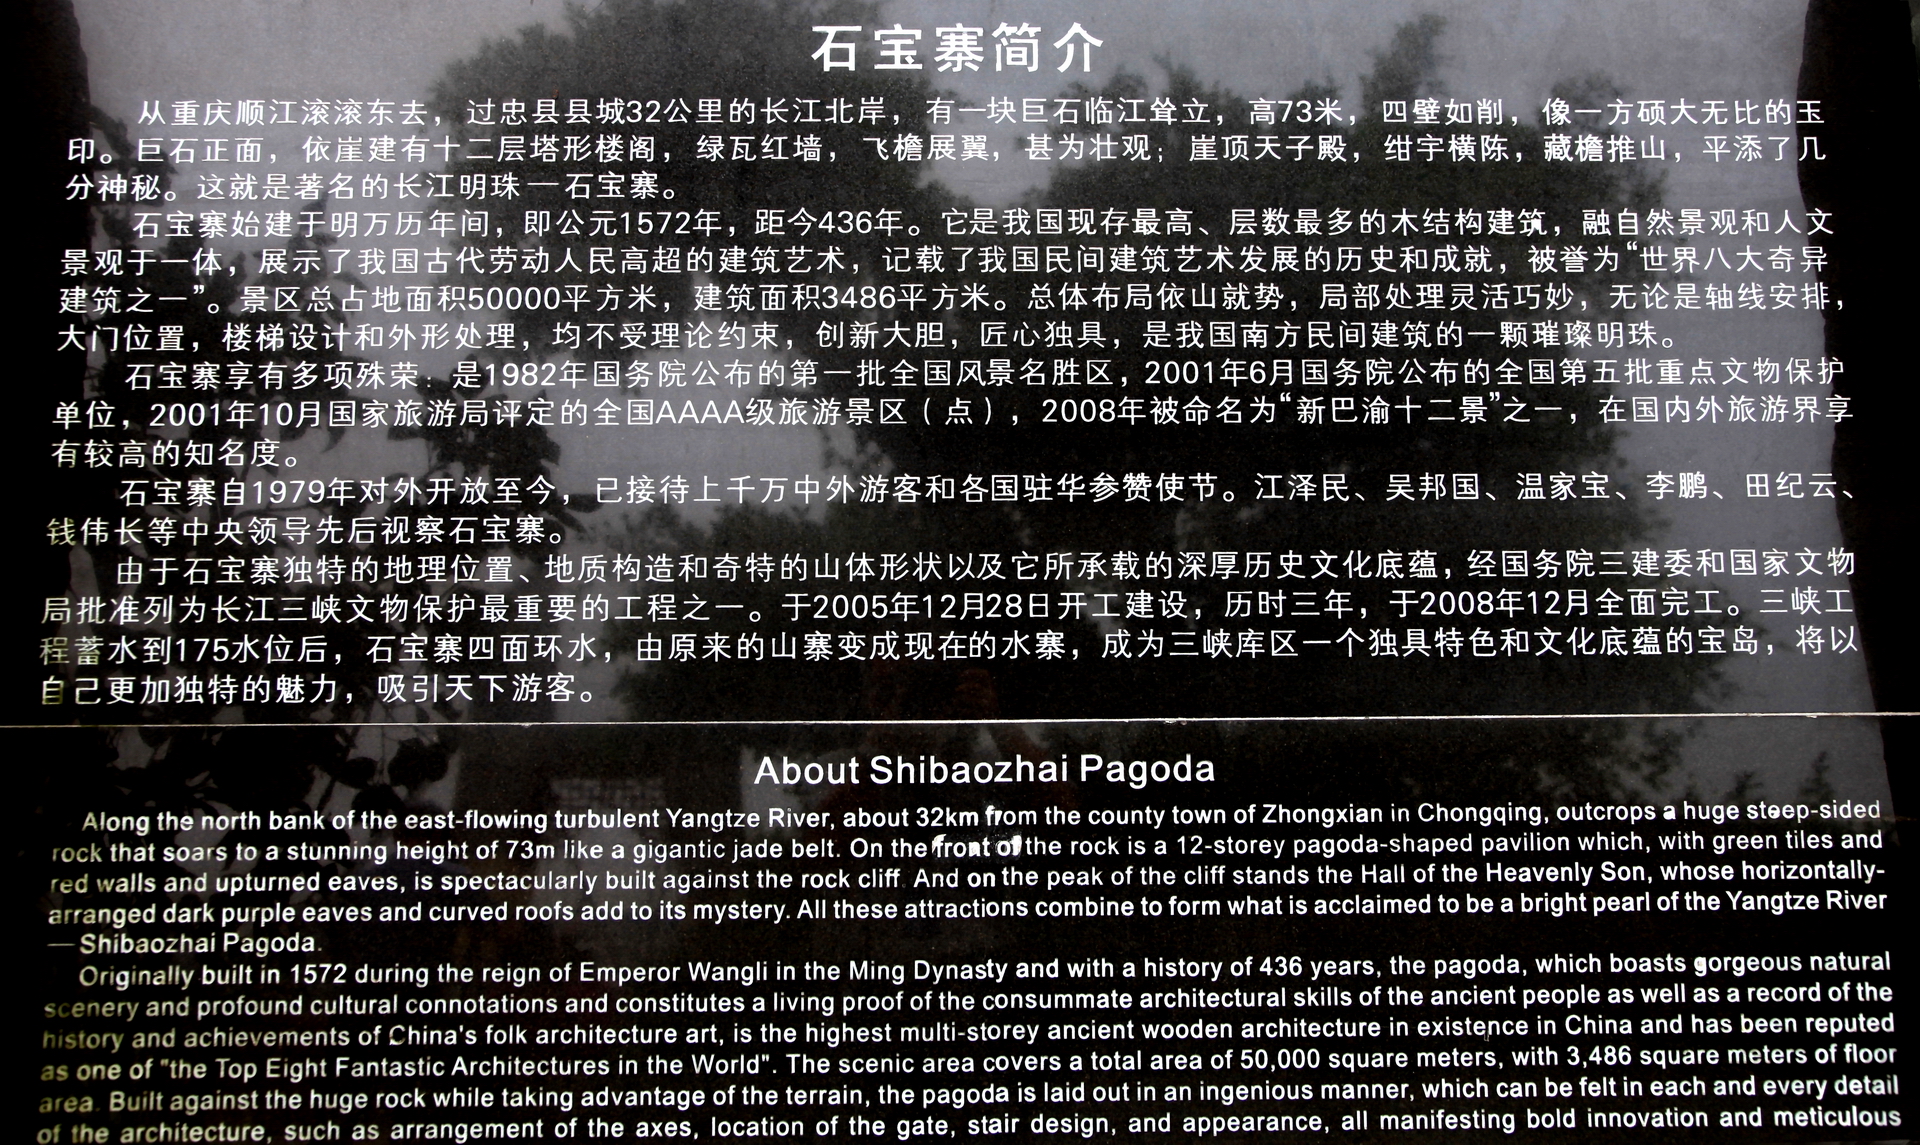 石宝寨简介
从重庆顺江滚滚东去，过忠县县城32公里的长江北岸，有一块巨石临江耸立，高73米，四壁如削，像一方硕大无比的玉
印。巨石正面，依崖建有十二层塔形楼阁，绿瓦红墙，飞檐展翼，甚为壮观；崖顶天子殿，绀宇横陈，藏檐推山，平添了几
分神秘。这就是著名的长江明珠—石宝寨。
石宝寨始建于明万历年间，即公元1572年，距今436年。它是我国现存最高、层数最多的木结构建筑，融自然景观和人文
景观于一体，展示了我国古代劳动人民高超的建筑艺术，记载了我国民间建筑艺术发展的历史和成就，被誉为“世界八大奇异
建筑之一”。景区总占地面积50000平方米，建筑面积3486平方米。总体布局依山就势，局部处理灵活巧妙，无论是轴线安排，
大门位置，楼梯设计和外形处理，均不受理论约束，创新大胆，匠心独具，是我国南方民间建筑的一颗璀璨明珠。
石宝寨享有多项殊荣：是1982年国务院公布的第一批全国风景名胜区，2001年6月国务院公布的全国第五批重点文物保护
单位，2001年10月国家旅游局评定的全国AAAA级旅游景区（点），2008年被命名为“新巴渝十二景”之一，在国内外旅游界享
有较高的知名度。
石宝寨自1979年对外开放至今，已接待上千万中外游客和各国驻华参赞使节。江泽民、吴邦国、温家宝、李鹏、田纪云、
钱伟长等中央领导先后视察石宝寨。
由于石宝寨独特的地理位置、地质构造和奇特的山体形状以及它所承载的深厚历史文化底蕴，经国务院三建委和国家文物
局批准列为长江三峡文物保护最重要的工程之一。于2005年12月28日开工建设，历时三年，于2008年12月全面完工。三峡工
程蓄水到175水位后，石宝寨四面环水，由原来的山寨变成现在的水寨，成为三峡库区一个独具特色和文化底蕴的宝岛，将以
自己更加独特的魅力，吸引天下游客。
About Shibaozhai Pagoda
Along the north bank of the east-flowing turbulent Yangtze River, about 32km from the county town of Zhongxian in Chongqing, outcrops a huge steep-sided
rock that soars to a stunning height of 73m like a gigantic jade belt. On the front of the rock is a 12-storey pagoda-shaped pavilion which, with green tiles and
red walls and upturned eaves, is spectacularly built against the rock cliff. And on the peak of the cliff stands the Hall of the Heavenly Son, whose horizontally-
arranged dark purple eaves and curved roofs add to its mystery. All these attractions combine to form what is acclaimed to be a bright pearl of the Yangtze River
— Shibaozhai Pagoda.
Originally built in 1572 during the reign of Emperor Wangli in the Ming Dynasty and with a history of 436 years, the pagoda, which boasts gorgeous natural
scenery and profound cultural connotations and constitutes a living proof of the consummate architectural skills of the ancient people as well as a record of the
history and achievements of China's folk architecture art, is the highest multi-storey ancient wooden architecture in existence in China and has been reputed
as one of "the Top Eight Fantastic Architectures in the World". The scenic area covers a total area of 50,000 square meters, with 3,486 square meters of floor
area. Built against the huge rock while taking advantage of the terrain, the pagoda is laid out in an ingenious manner, which can be felt in each and every detail
of the architecture, such as arrangement of the axes, location of the gate, stair design, and appearance, all manifesting bold innovation and meticulous